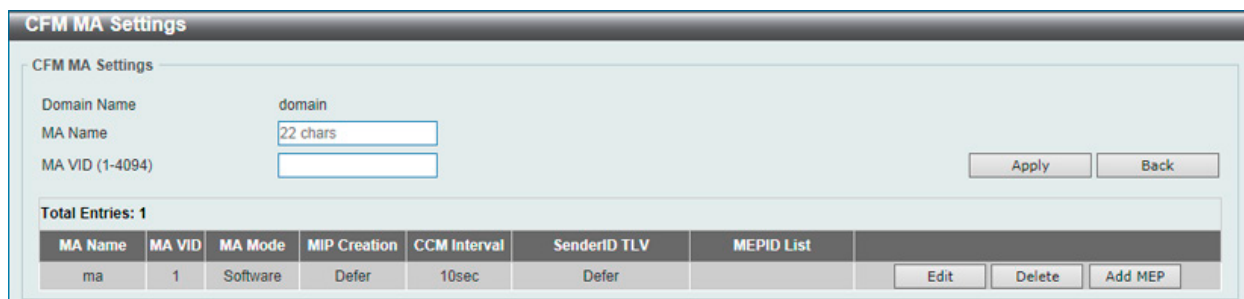 CFM MA Settings
CFM MA Settings
Domain Name domain
MA Name 22 chars
MA VID (1-4094) Apply Back
Total Entries: 1
MA Name MA VID MA Mode MIP Creation CCM Interval SenderID TLV MEPID List
ma 1 Software Defer 10sec Defer Edit Delete Add MEP